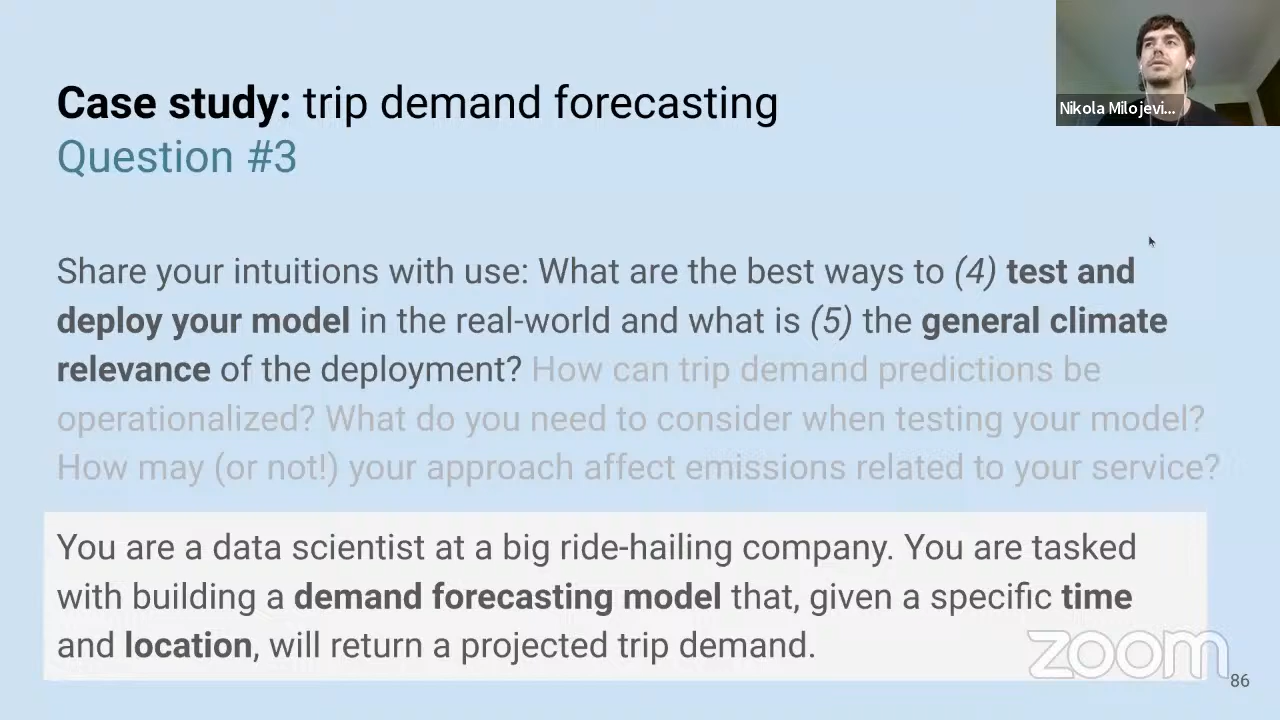 Case study: trip demand forecasting
Question #3
Nikola Milojevi...
Share your intuitions with use: What are the best ways to (4) test and
deploy your model in the real-world and what is (5) the general climate
relevance of the deployment? How can trip demand predictions be
operationalized? What do you need to consider when testing your model?
How may (or not!) your approach affect emissions related to your service?
You are a data scientist at a big ride-hailing company. You are tasked
with building a demand forecasting model that, given a specific time
and location, will return a projected trip demand.
zoom
86